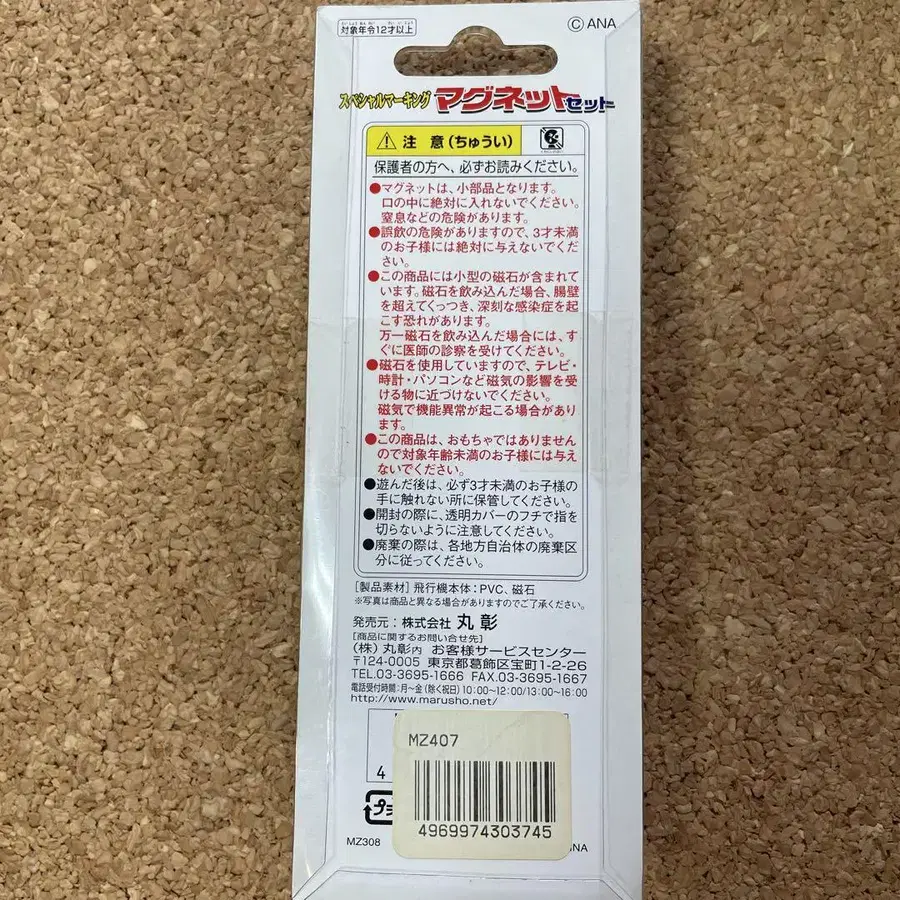 対象年令12才以上
© ANA
スペシャルマーキング マグネットセット
⚠ 注 意(ちゅうい)
保護者の方へ、必ずお読みください。
●マグネットは、小部品となります。
口の中に絶対に入れないでください。
窒息などの危険があります。
●誤飲の危険がありますので、3才未満
のお子様には絶対に与えないでくだ
さい。
●この商品には小型の磁石が含まれて
います。磁石を飲み込んだ場合、腸壁
を超えてくっつき、深刻な感染症を起
こす恐れがあります。
万一磁石を飲み込んだ場合には、す
ぐに医師の診察を受けてください。
●磁石を使用していますので、テレビ・
時計・パソコンなど磁気の影響を受
ける物に近づけないでください。
磁気で機能異常が起こる場合があり
ます。
●この商品は、おもちゃではありません
ので対象年齢未満のお子様には与え
ないでください。
●遊んだ後は、必ず3才未満のお子様の
手に触れない所に保管してください。
●開封の際に、透明カバーのフチで指を
切らないように注意してください。
●廃棄の際は、各地方自治体の廃棄区
分に従ってください。
[製品素材] 飛行機本体:PVC、磁石
※写真は商品と異なる場合がありますのでご了承ください。
発売元:株式会社 丸 彰
[商品に関するお問い合せ先]
(株)丸彰内 お客様サービスセンター
〒124-0005 東京都葛飾区宝町1-2-26
TEL.03-3695-1666 FAX.03-3695-1667
電話受付時間:月〜金(除く祝日)10:00〜12:00/13:00〜16:00
http://www.marusho.net/
MZ407
4
4969974303745
プラ
MZ308